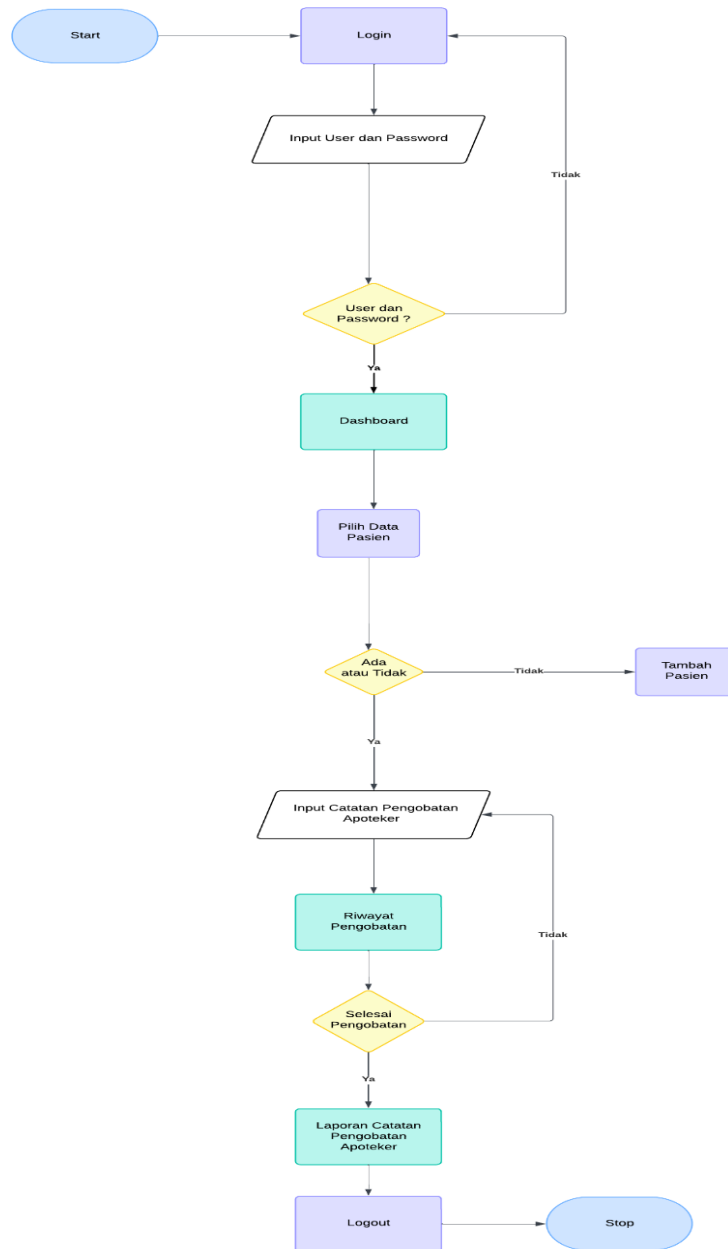 Start
Login
Input User dan Password
Tidak
User dan
Password ?
Ya
Dashboard
Pilih Data
Pasien
Ada
atau Tidak
Tidak
Tambah
Pasien
Ya
Input Catatan Pengobatan
Apoteker
Riwayat
Pengobatan
Tidak
Selesai
Pengobatan
Ya
Laporan Catatan
Pengobatan
Apoteker
Logout
Stop